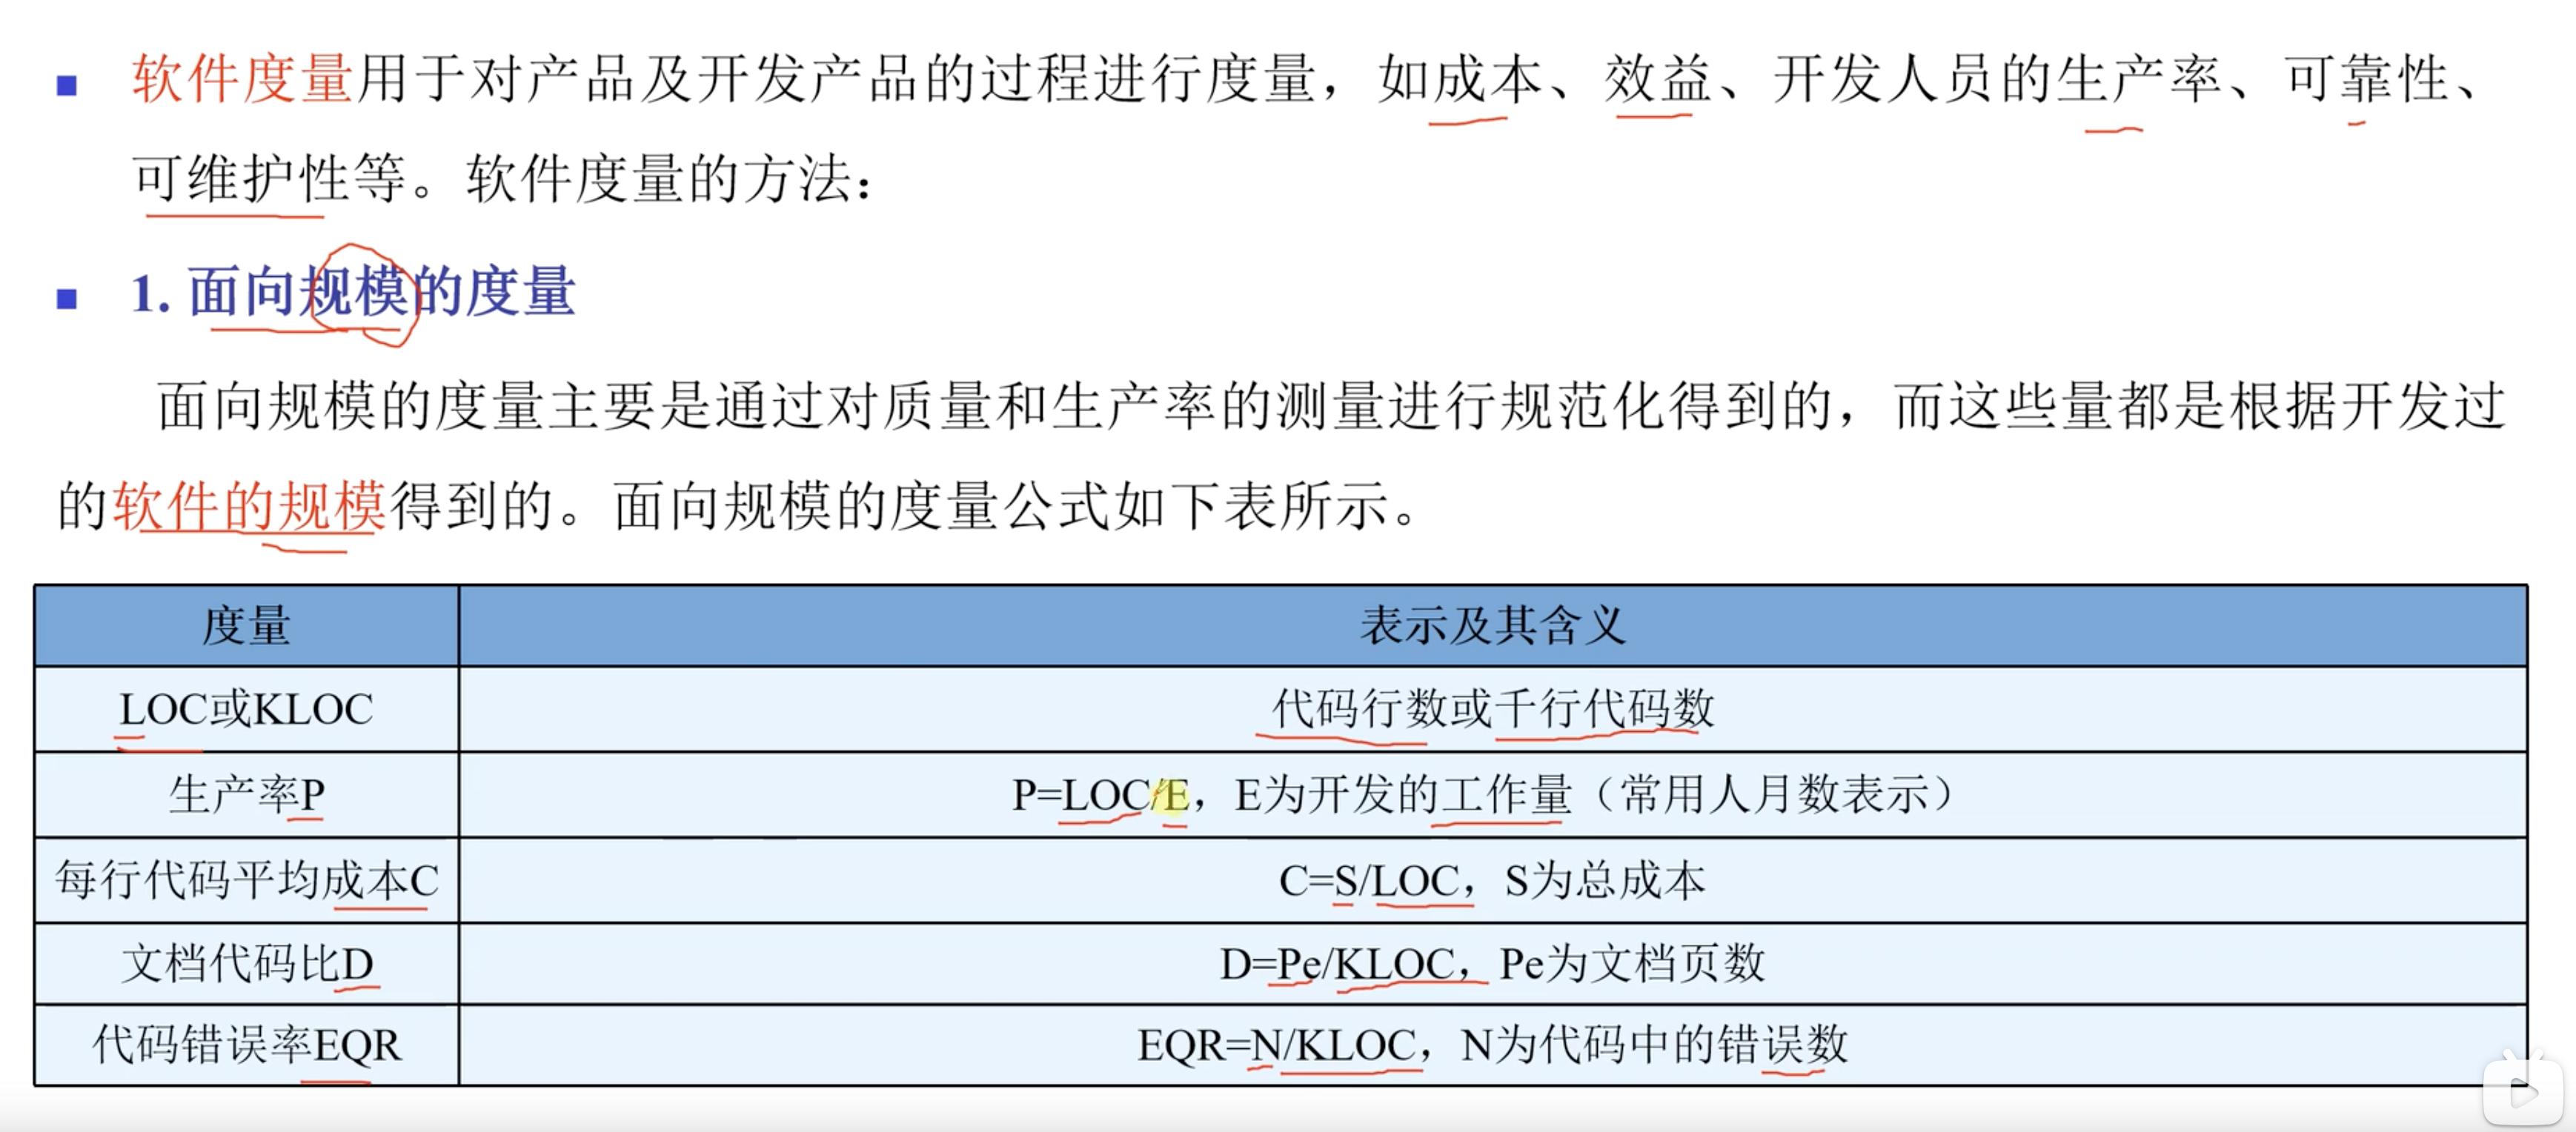 软件度量用于对产品及开发产品的过程进行度量，如成本、效益、开发人员的生产率、可靠性、
可维护性等。软件度量的方法：
1. 面向规模的度量
面向规模的度量主要是通过对质量和生产率的测量进行规范化得到的，而这些量都是根据开发过
的软件的规模得到的。面向规模的度量公式如下表所示。
度量 表示及其含义
LOC或KLOC 代码行数或千行代码数
生产率P P=LOC/E，E为开发的工作量（常用人月数表示）
每行代码平均成本C C=S/LOC，S为总成本
文档代码比D D=Pe/KLOC，Pe为文档页数
代码错误率EQR EQR=N/KLOC，N为代码中的错误数